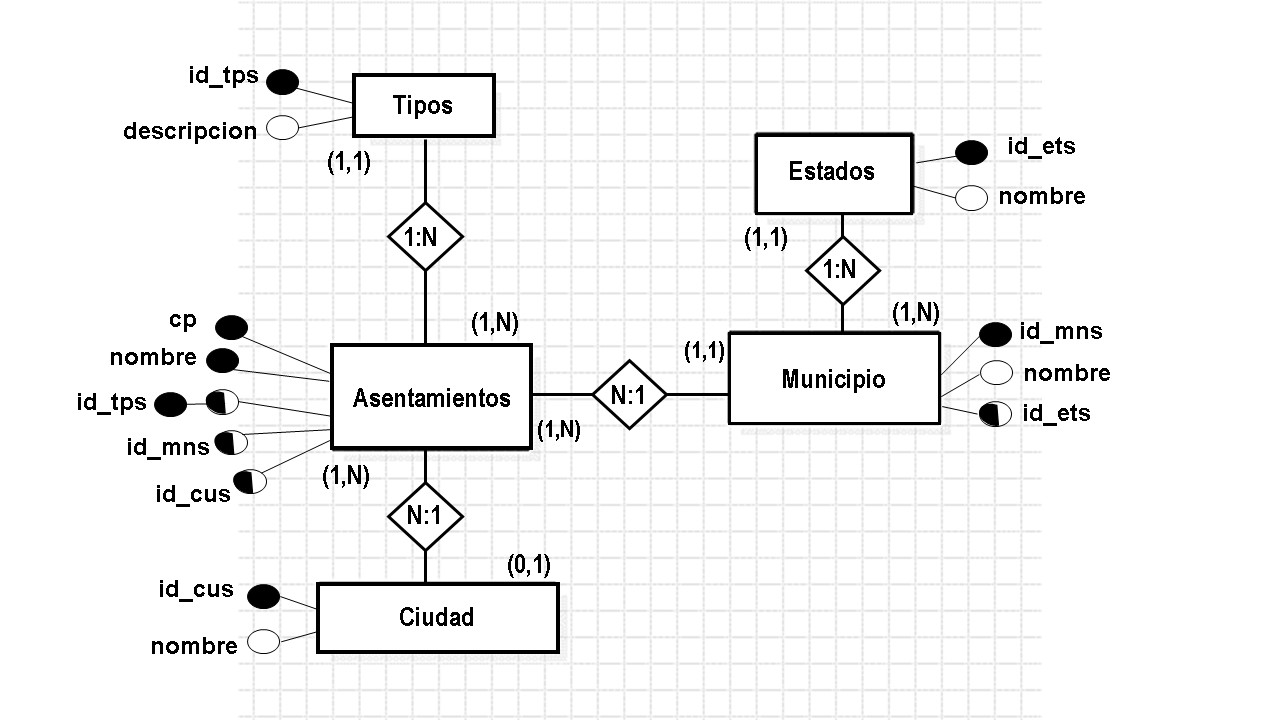 id_tps
Tipos
descripcion
(1,1)
1:N
Estados
id_ets
nombre
(1,1)
1:N
(1,N)
cp
nombre
id_tps
id_mns
id_cus
(1,N)
Asentamientos
(1,N)
N:1
(1,1)
Municipio
id_mns
nombre
id_ets
(1,N)
N:1
(0,1)
id_cus
Ciudad
nombre